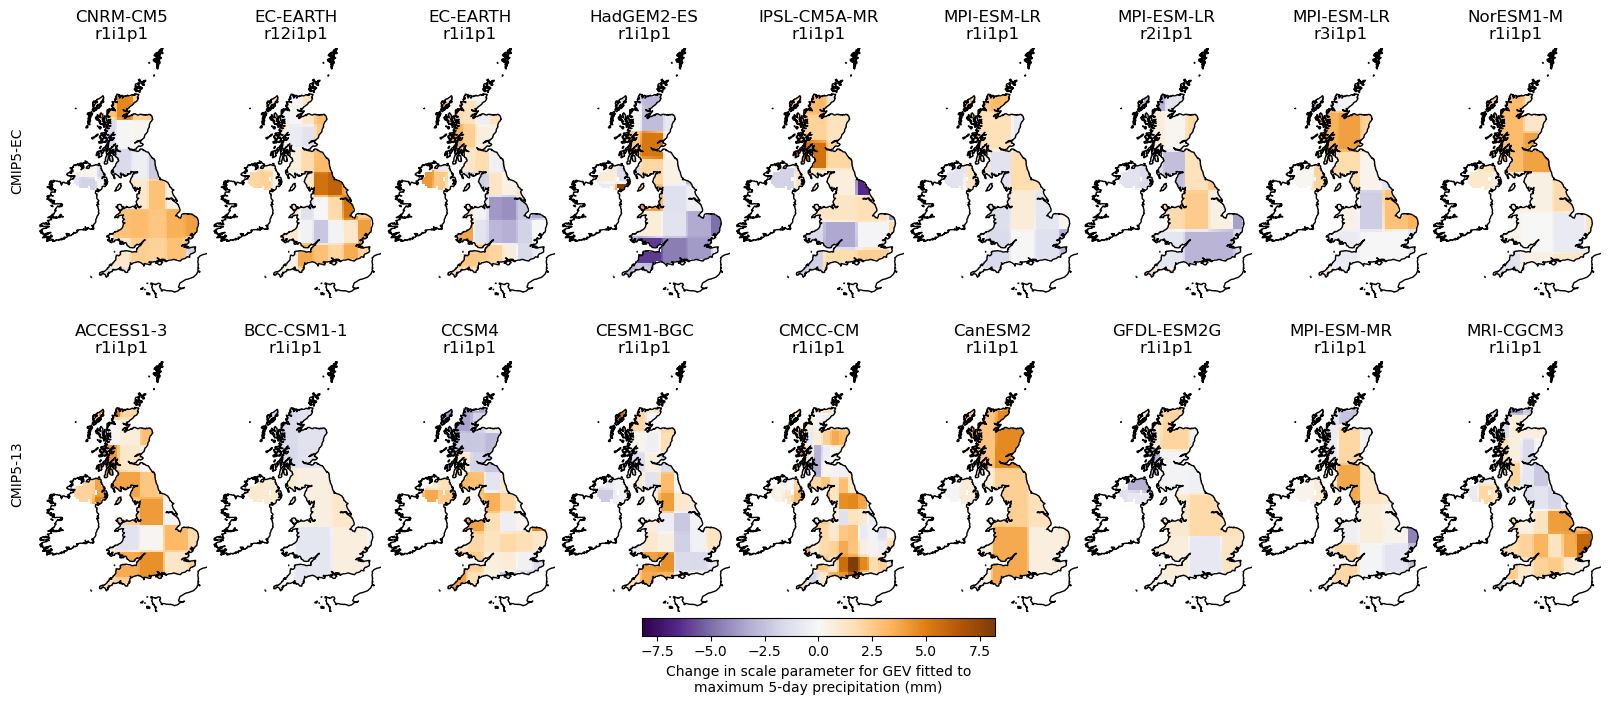 CNRM-CM5 EC-EARTH EC-EARTH HadGEM2-ES IPSL-CM5A-MR MPI-ESM-LR MPI-ESM-LR MPI-ESM-LR NorESM1-M
r1i1p1 r12i1p1 r1i1p1 r1i1p1 r1i1p1 r1i1p1 r2i1p1 r3i1p1 r1i1p1
CMIP5-EC
ACCESS1-3 BCC-CSM1-1 CCSM4 CESM1-BGC CMCC-CM CanESM2 GFDL-ESM2G MPI-ESM-MR MRI-CGCM3
r1i1p1 r1i1p1 r1i1p1 r1i1p1 r1i1p1 r1i1p1 r1i1p1 r1i1p1 r1i1p1
CMIP5-13
−7.5 −5.0 −2.5 0.0 2.5 5.0 7.5
Change in scale parameter for GEV fitted to
maximum 5-day precipitation (mm)